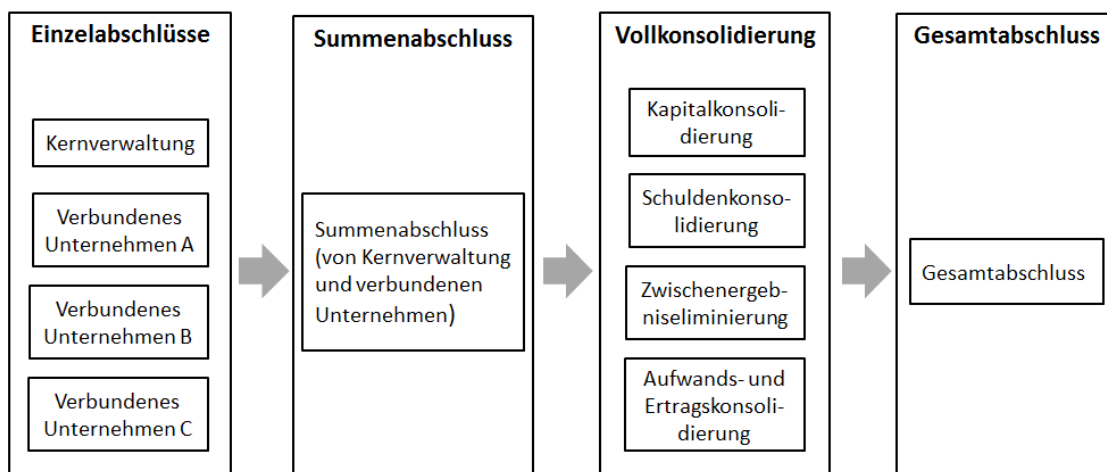 Einzelabschlüsse
Kernverwaltung
Verbundenes
Unternehmen A
Verbundenes
Unternehmen B
Verbundenes
Unternehmen C
Summenabschluss
Summenabschluss
(von Kernverwaltung
und verbundenen
Unternehmen)
Vollkonsolidierung
Kapitalkonsoli-
dierung
Schuldenkonso-
lidierung
Zwischenergeb-
niseliminierung
Aufwands- und
Ertragskonsoli-
dierung
Gesamtabschluss
Gesamtabschluss